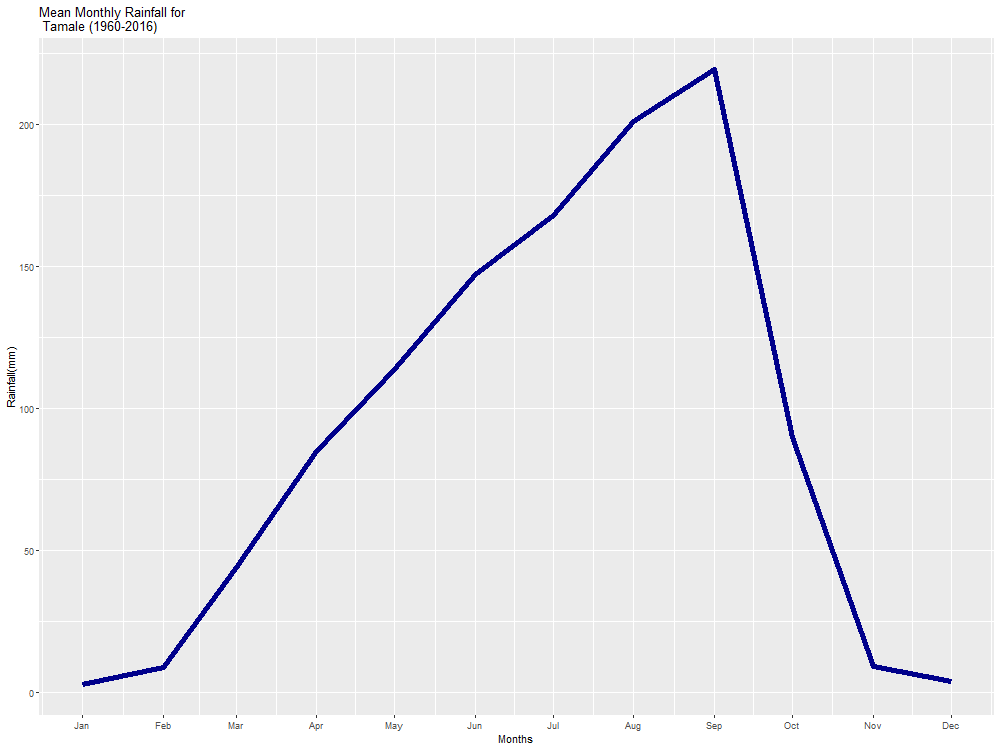 Mean Monthly Rainfall for
Tamale (1960-2016)
Rainfall(mm)
200
150
100
50
0
Jan Feb Mar Apr May Jun Jul Aug Sep Oct Nov Dec
Months